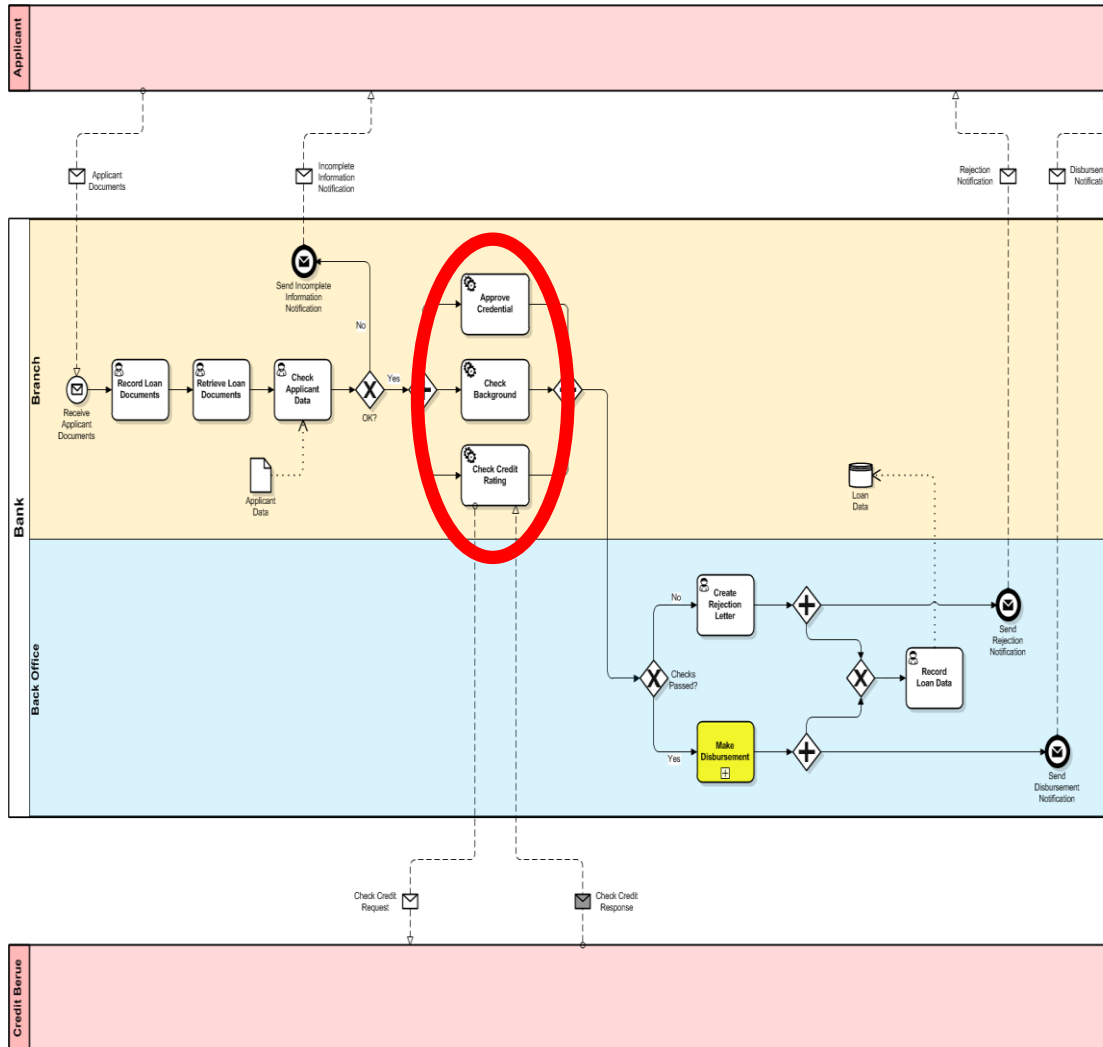 Applicant
Applicant
Documents
Incomplete
Information
Notification
Rejection
Notification
Disburseme
Notificatio
Bank
Branch
Send Incomplete
Information
Notification
No
Approve
Credential
Record Loan
Documents
Retrieve Loan
Documents
Check
Applicant
Data
Yes
OK?
Check
Background
Receive
Applicant
Documents
Check Credit
Rating
Applicant
Data
Loan
Data
Back Office
No
Create
Rejection
Letter
Send
Rejection
Notification
Checks
Passed?
Record
Loan Data
Yes
Make
Disbursement
Send
Disbursement
Notification
Check Credit
Request
Check Credit
Response
Credit Berue